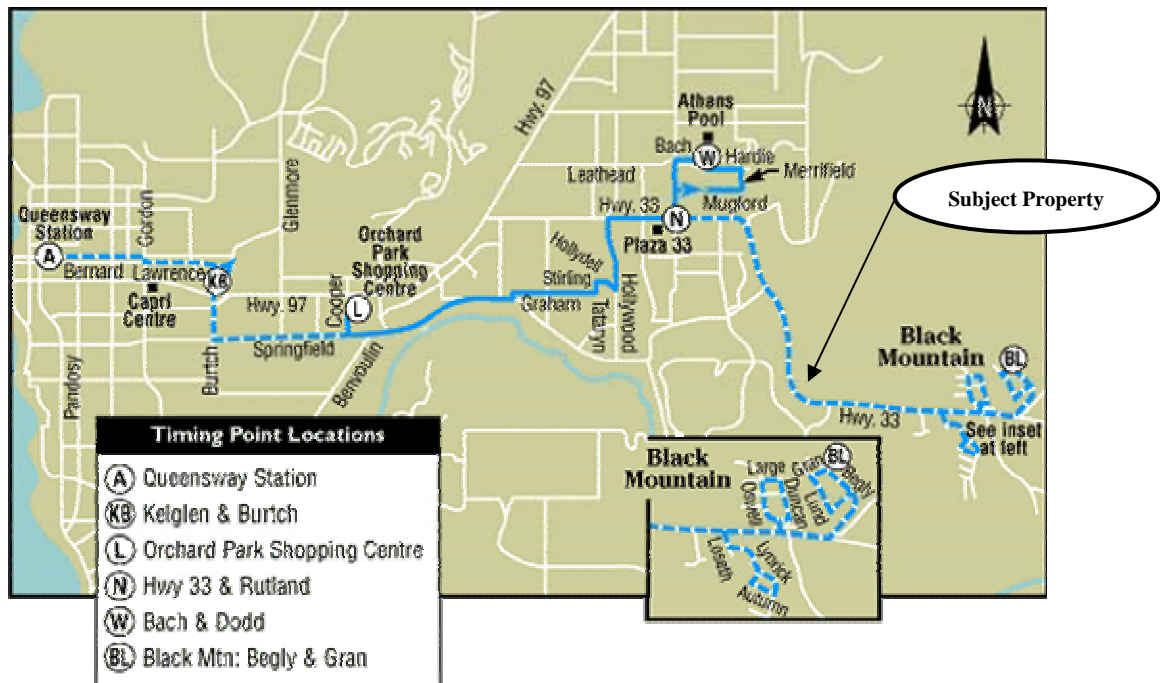 Athans
Pool
Bach
W
Hardie
Merrifield
Leathead
Mugford
Hwy. 97
Hwy. 33
N
Plaza 33
N
Subject Property
Glenmore
Gordon
Queensway
Station
A
Bernard
Lawrence
KB
Capri
Centre
Orchard
Park
Shopping
Centre
Cooper
L
Hwy. 97
Springfield
Burtch
Pandosy
Benvoulin
Hollydell
Stirling
Graham
Tataryn
Hollywood
Black
Mountain
BL
Hwy. 33
See inset
at left
Timing Point Locations
A Queensway Station
KB Kelglen & Burtch
L Orchard Park Shopping Centre
N Hwy 33 & Rutland
W Bach & Dodd
BL Black Mtn: Begly & Gran
Black
Mountain
Large
Gran
BL
Begly
Oswell
Duncan
Lund
Loseth
Lynrick
Autumn